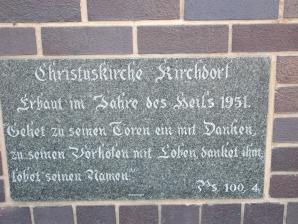 Christuskirche Kirchdorf
Erbaut im Jahre des Heils 1951.
Gehet zu seinen Toren ein mit Danken,
zu seinen Vorhöfen mit Loben, danket ihm,
lobet seinen Namen.
Ps. 100, 4.